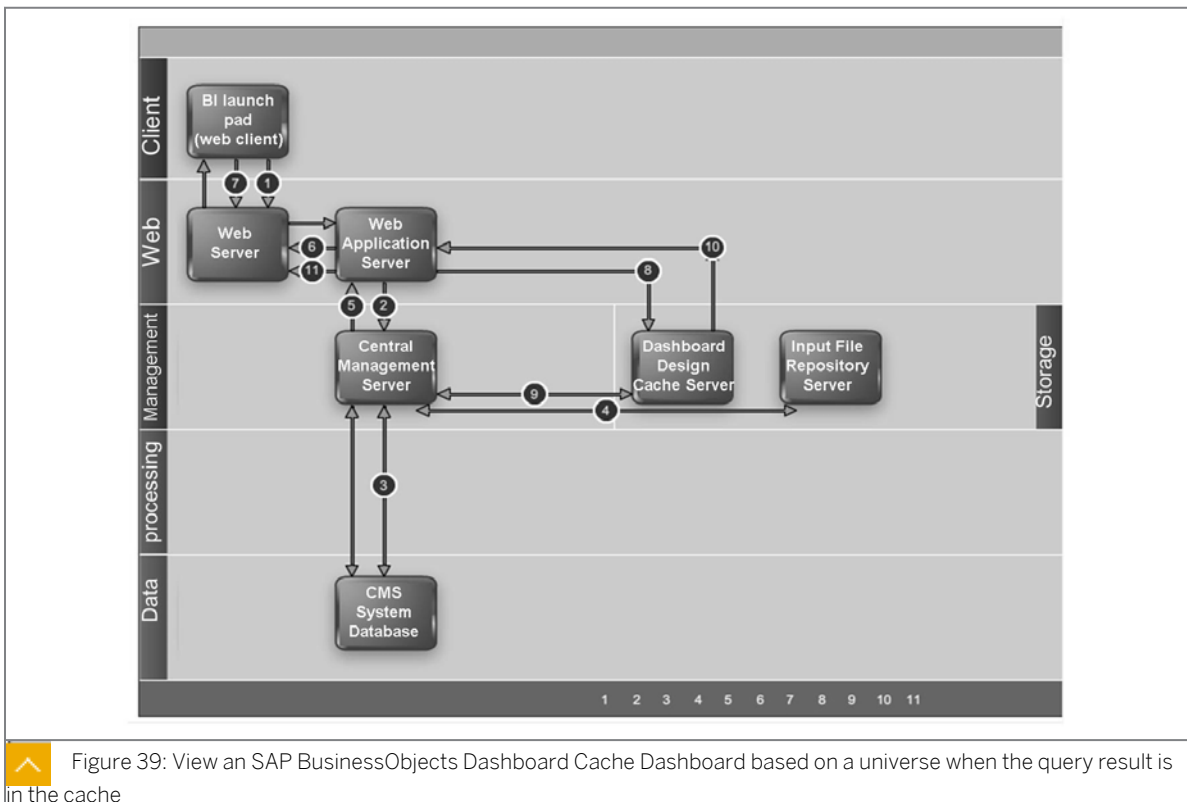 Client
BI launch
pad
(web client)
7
1
Web
Web
Server
Web
Application
Server
6
11
10
8
5
2
Management
Central
Management
Server
Dashboard
Design
Cache Server
Input File
Repository
Server
Storage
9
4
processing
3
Data
CMS
System
Database
1 2 3 4 5 6 7 8 9 10 11
Figure 39: View an SAP BusinessObjects Dashboard Cache Dashboard based on a universe when the query result is
in the cache